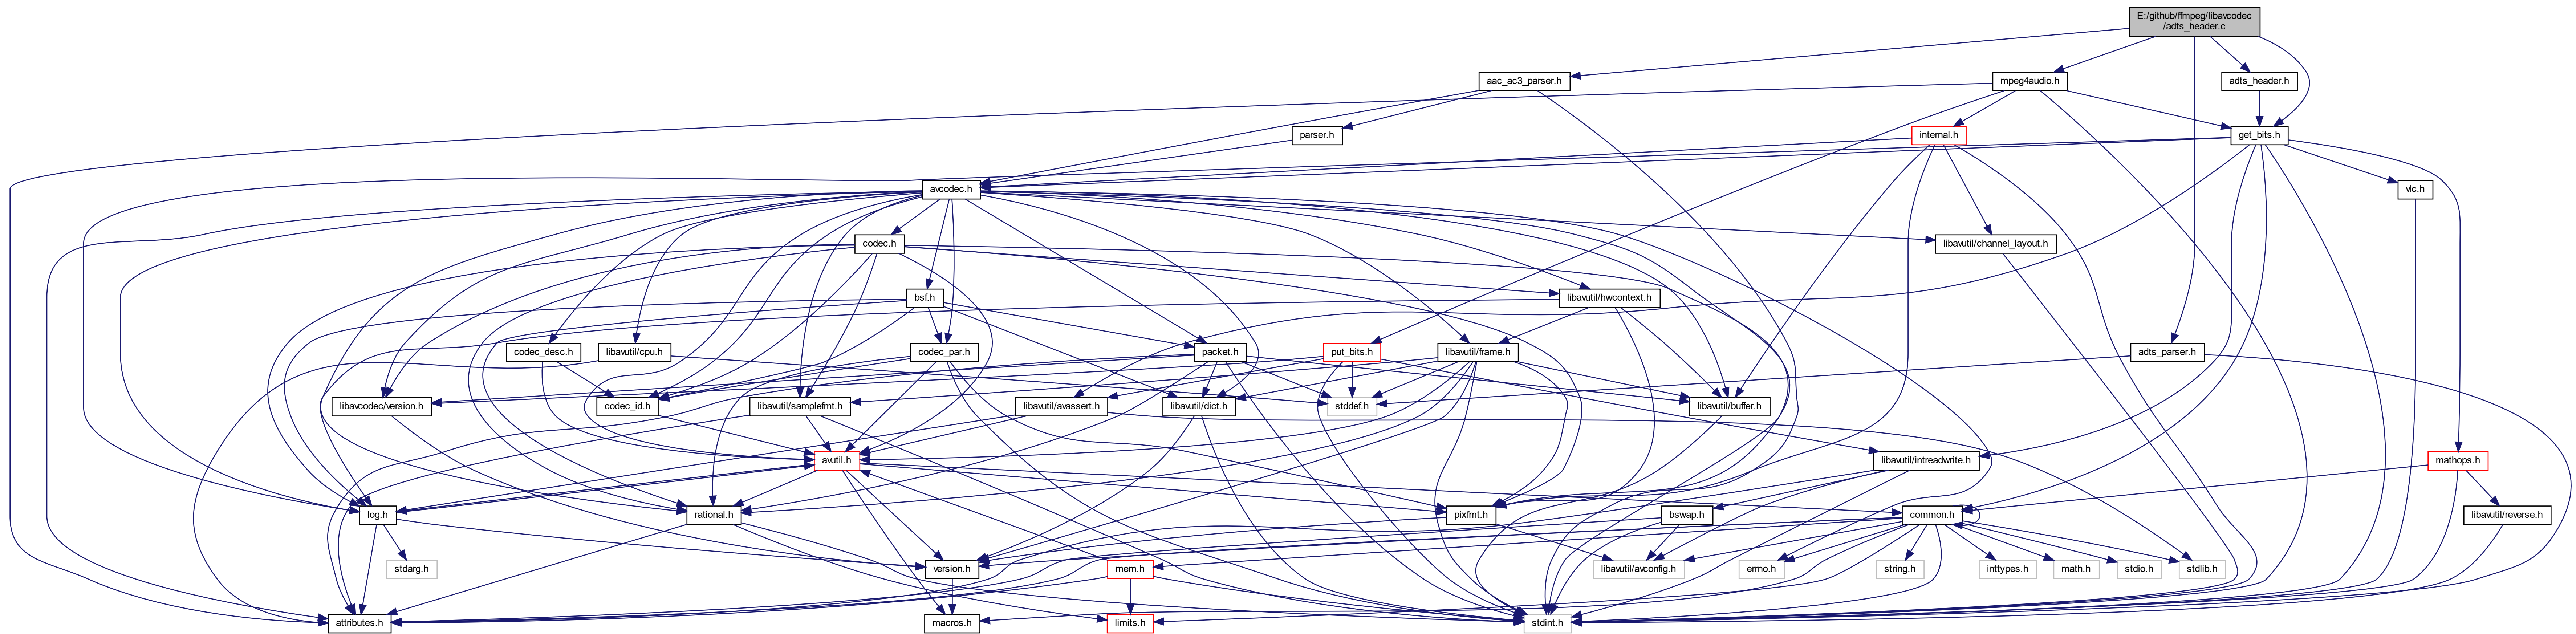 E:/github/ffmpeg/libavcodec
/adts_header.c
aac_ac3_parser.h
mpeg4audio.h
adts_header.h
parser.h
internal.h
get_bits.h
avcodec.h
vlc.h
codec.h
libavutil/channel_layout.h
bsf.h
libavutil/hwcontext.h
codec_desc.h
libavutil/cpu.h
codec_par.h
packet.h
put_bits.h
libavutil/frame.h
adts_parser.h
libavcodec/version.h
codec_id.h
libavutil/samplefmt.h
libavutil/avassert.h
libavutil/dict.h
stddef.h
libavutil/buffer.h
avutil.h
libavutil/intreadwrite.h
mathops.h
log.h
rational.h
pixfmt.h
bswap.h
common.h
libavutil/reverse.h
stdarg.h
version.h
mem.h
libavutil/avconfig.h
errno.h
string.h
inttypes.h
math.h
stdio.h
stdlib.h
attributes.h
macros.h
limits.h
stdint.h